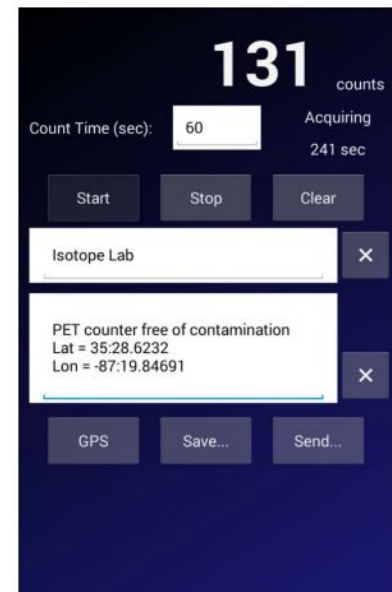 131 counts
Count Time (sec): 60 Acquiring
241 sec
Start Stop Clear
Isotope Lab ×
PET counter free of contamination
Lat = 35:28.6232
Lon = -87:19.84691 ×
GPS Save... Send...